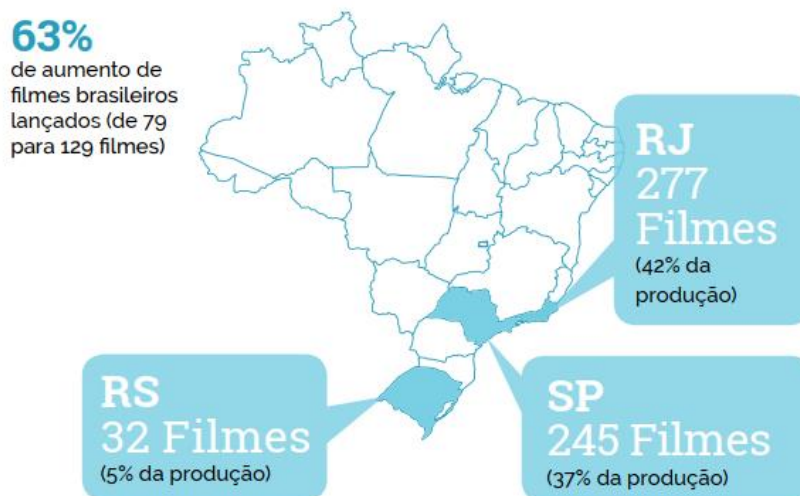 63%
de aumento de
filmes brasileiros
lançados (de 79
para 129 filmes)
RJ
277
Filmes
(42% da
produção)
RS
32 Filmes
(5% da produção)
SP
245 Filmes
(37% da produção)